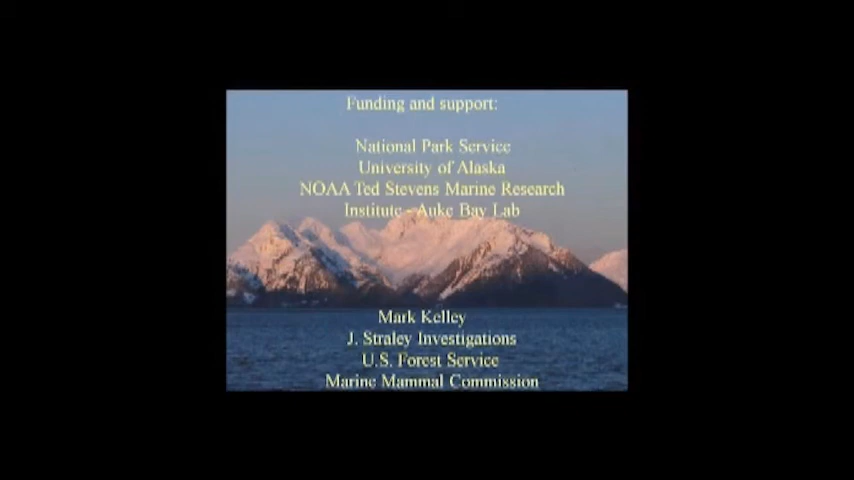 Funding and support:
National Park Service
University of Alaska
NOAA Ted Stevens Marine Research
Institute - Auke Bay Lab
Mark Kelley
J. Straley Investigations
U.S. Forest Service
Marine Mammal Commission